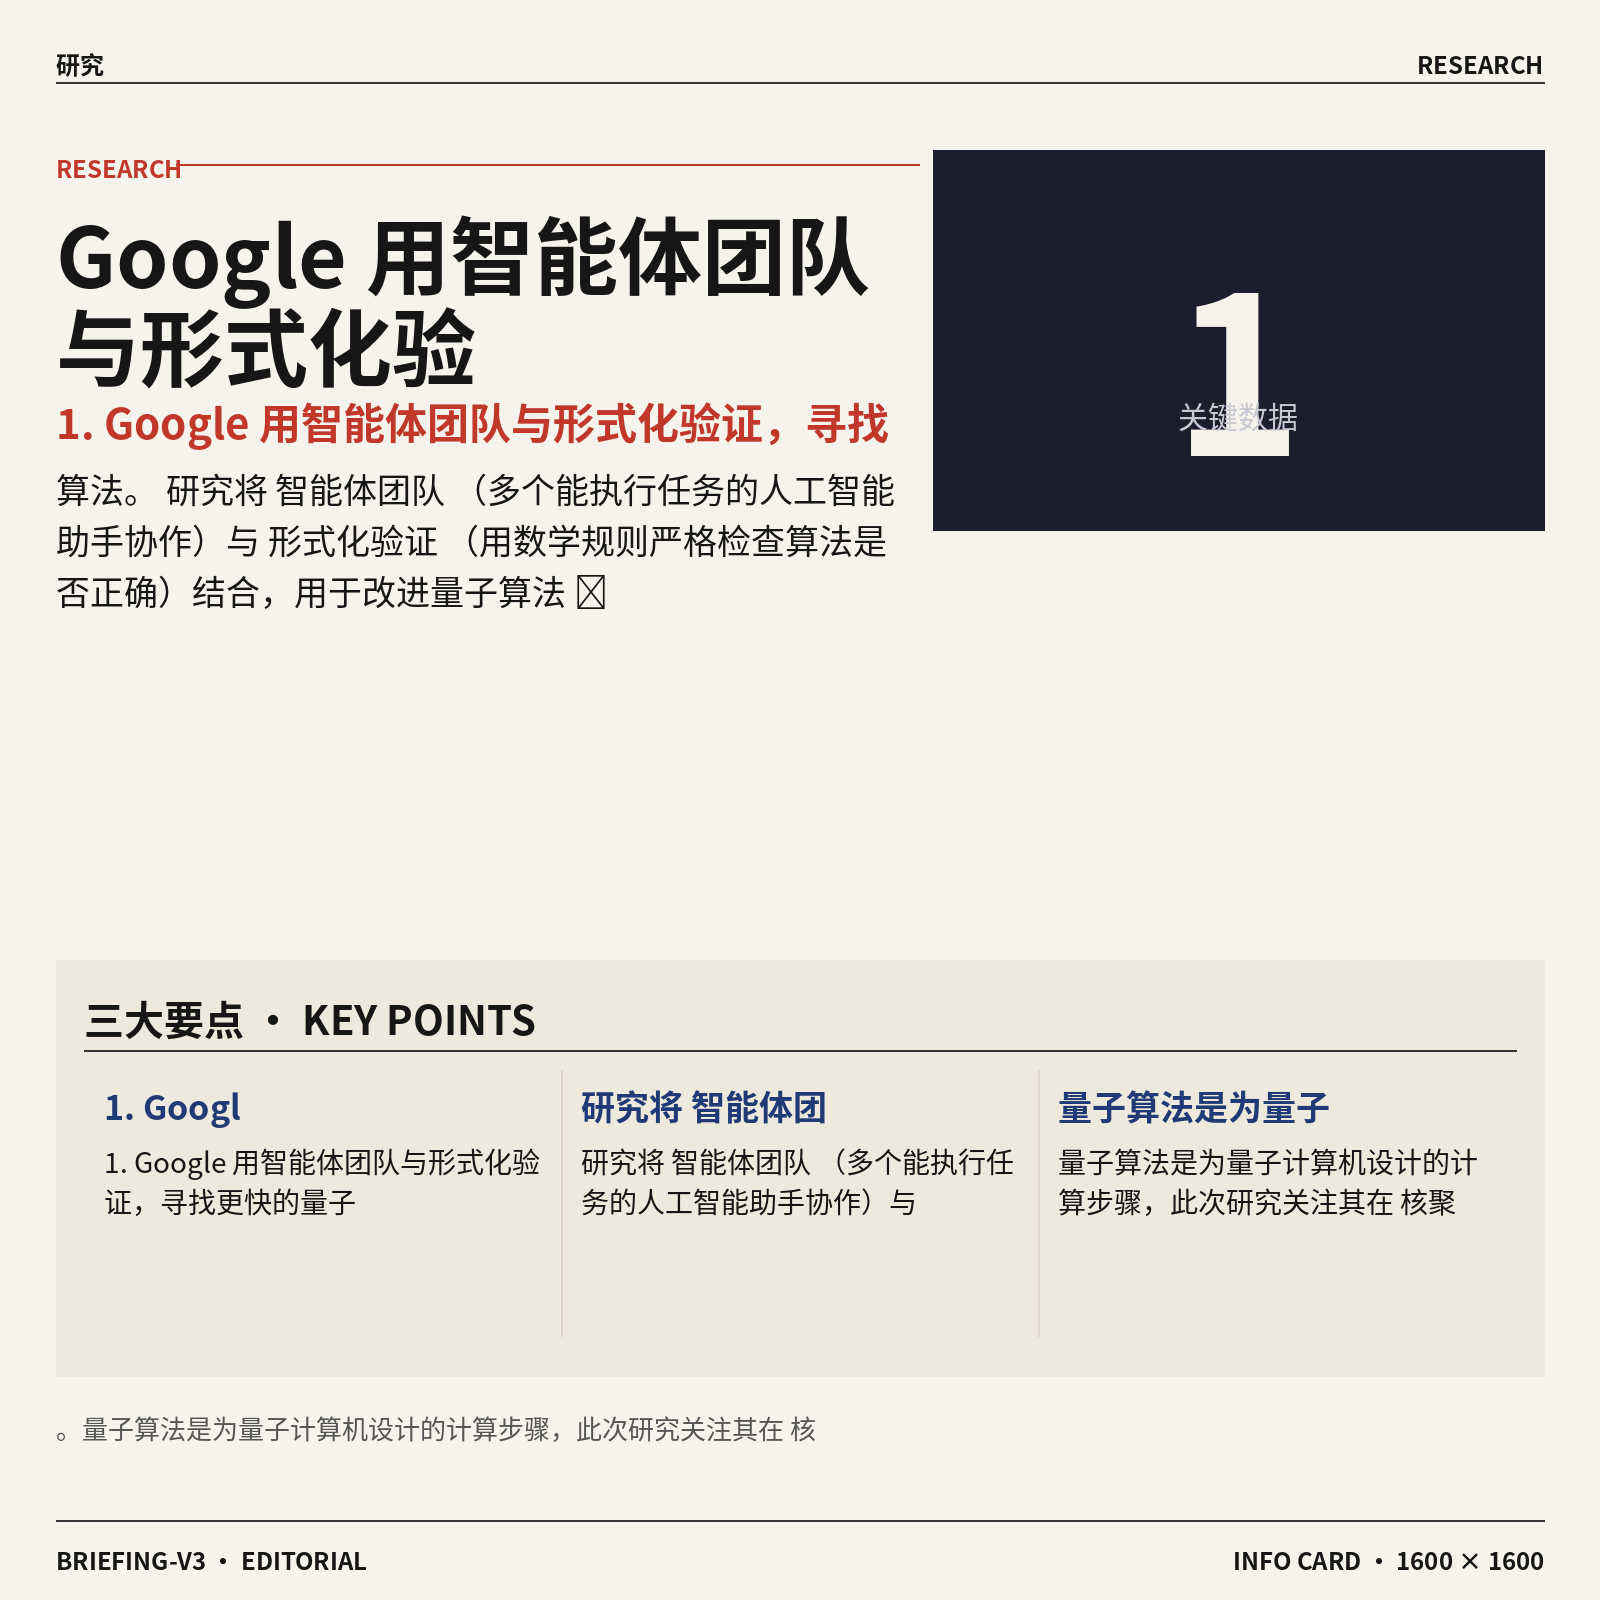 研究
RESEARCH
RESEARCH
Google 用智能体团队
与形式化验
1. Google 用智能体团队与形式化验证，寻找
算法。 研究将 智能体团队 （多个能执行任务的人工智能
助手协作）与 形式化验证 （用数学规则严格检查算法是
否正确）结合，用于改进量子算法
1
关键数据
三大要点 • KEY POINTS
1. Googl
1. Google 用智能体团队与形式化验
证，寻找更快的量子
研究将 智能体团
研究将 智能体团队 （多个能执行任
务的人工智能助手协作）与
量子算法是为量子
量子算法是为量子计算机设计的计
算步骤，此次研究关注其在 核聚
。量子算法是为量子计算机设计的计算步骤，此次研究关注其在 核
BRIEFING-V3 • EDITORIAL
INFO CARD • 1600 × 1600